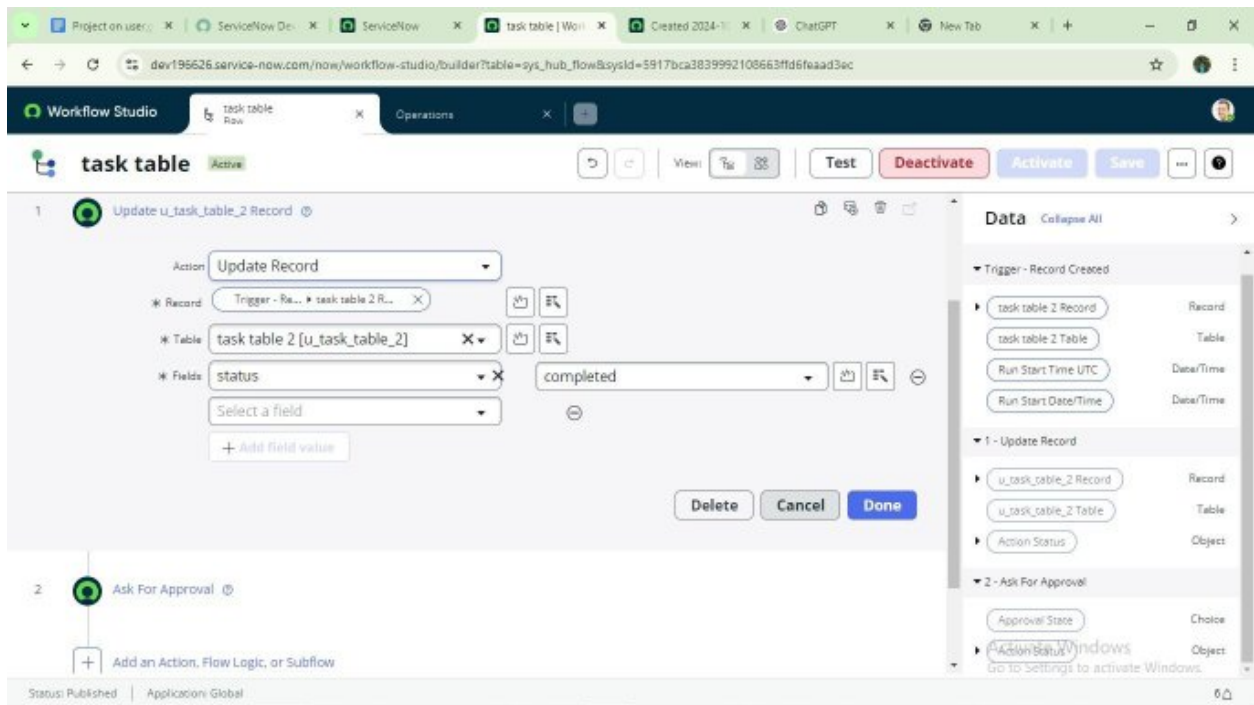 Project on user
ServiceNow De
ServiceNow
task table | Wor
Created 2024-1
ChatGPT
New Tab
dev196626.service-now.com/now/workflow-studio/builder?table=sys_hub_flow&sysId=5917bca3839992108663ffd6feaad3ec
Workflow Studio
task table
Flow
Operations
task table Active
View:
Test
Deactivate
Activate
Save
1 Update u_task_table_2 Record
Action Update Record
* Record Trigger - Re... ▸ task table 2 R...
* Table task table 2 [u_task_table_2]
* Fields status completed
Select a field
+ Add field value
Delete
Cancel
Done
2 Ask For Approval
Add an Action, Flow Logic, or Subflow
Data Collapse All
Trigger - Record Created
task table 2 Record Record
task table 2 Table Table
Run Start Time UTC Date/Time
Run Start Date/Time Date/Time
1 - Update Record
u_task_table_2 Record Record
u_task_table_2 Table Table
Action Status Object
2 - Ask For Approval
Approval State Choice
Action Status Object
Activate Windows
Go to Settings to activate Windows.
Status: Published | Application: Global
6